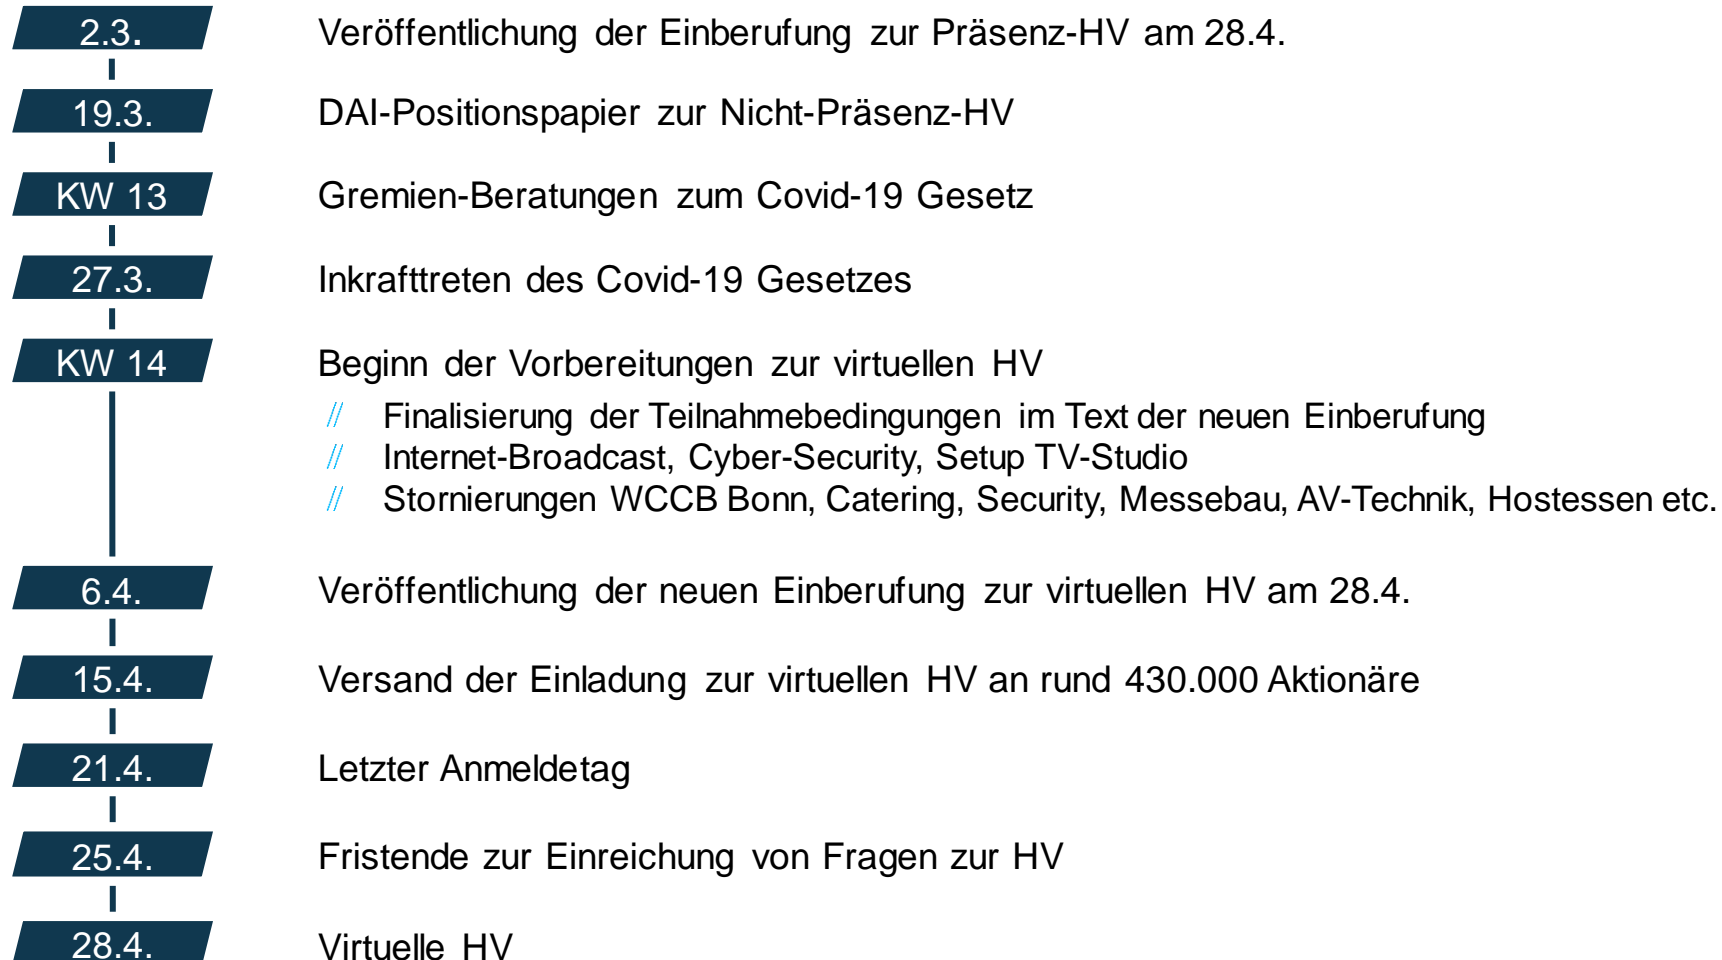 2.3. Veröffentlichung der Einberufung zur Präsenz-HV am 28.4.
19.3. DAI-Positionspapier zur Nicht-Präsenz-HV
KW 13 Gremien-Beratungen zum Covid-19 Gesetz
27.3. Inkrafttreten des Covid-19 Gesetzes
KW 14 Beginn der Vorbereitungen zur virtuellen HV
// Finalisierung der Teilnahmebedingungen im Text der neuen Einberufung
// Internet-Broadcast, Cyber-Security, Setup TV-Studio
// Stornierungen WCCB Bonn, Catering, Security, Messebau, AV-Technik, Hostessen etc.
6.4. Veröffentlichung der neuen Einberufung zur virtuellen HV am 28.4.
15.4. Versand der Einladung zur virtuellen HV an rund 430.000 Aktionäre
21.4. Letzter Anmeldetag
25.4. Fristende zur Einreichung von Fragen zur HV
28.4. Virtuelle HV